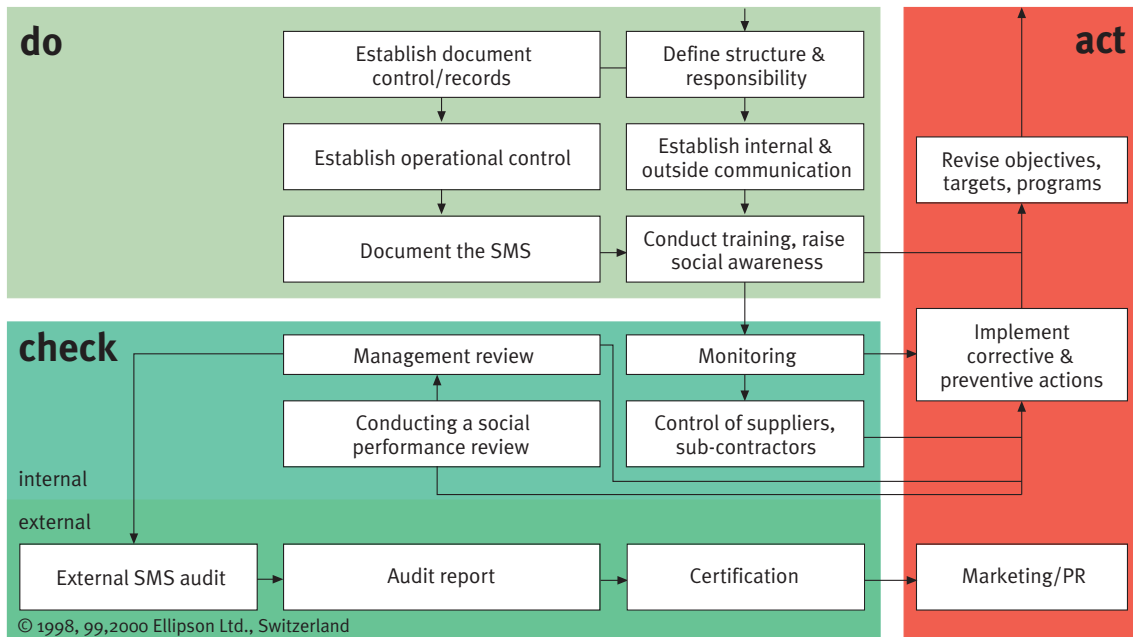 do
act
Establish document
control/records
Define structure &
responsibility
Establish operational control
Establish internal &
outside communication
Revise objectives,
targets, programs
Document the SMS
Conduct training, raise
social awareness
check
Management review
Monitoring
Implement
corrective &
preventive actions
Conducting a social
performance review
Control of suppliers,
sub-contractors
internal
external
External SMS audit
Audit report
Certification
Marketing/PR
© 1998, 99,2000 Ellipson Ltd., Switzerland